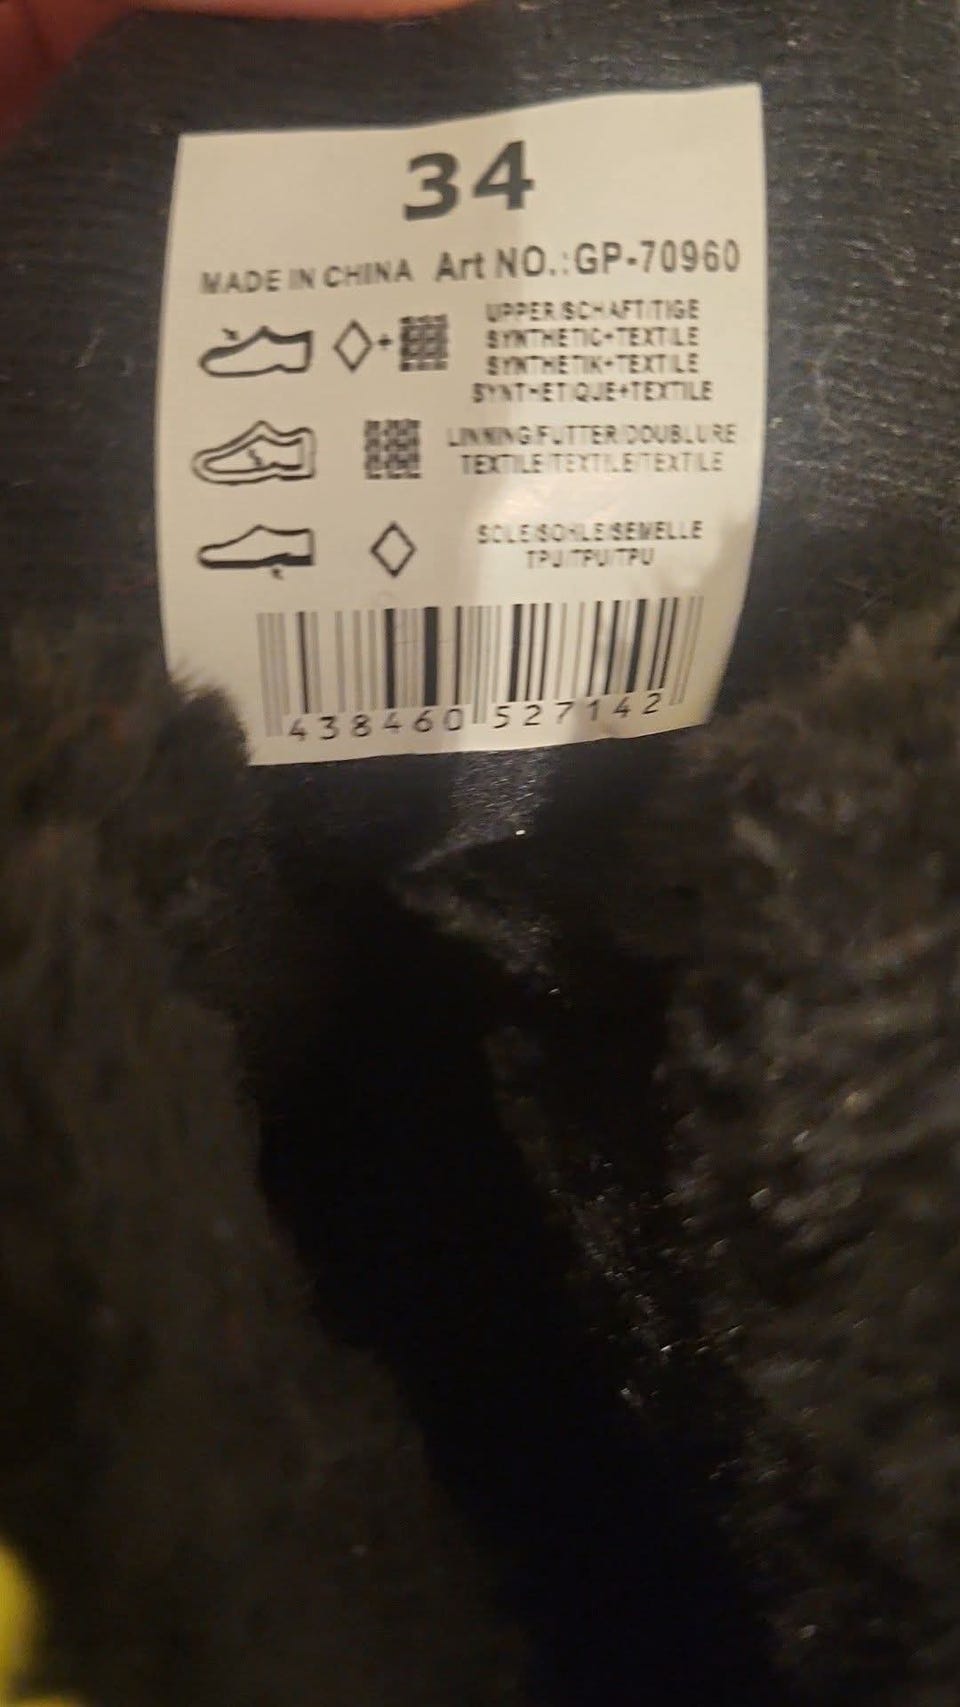 34
MADE IN CHINA Art NO.:GP-70960
UPPER/SCHAFT/TIGE
SYNTHETIC+TEXTILE
SYNTHETIK+TEXTILE
SYNTHETIQUE+TEXTILE
LINNING/FUTTER/DOUBLURE
TEXTILE/TEXTILE/TEXTILE
SOLE/SOHLE/SEMELLE
TPU/TPU/TPU
438460 527142